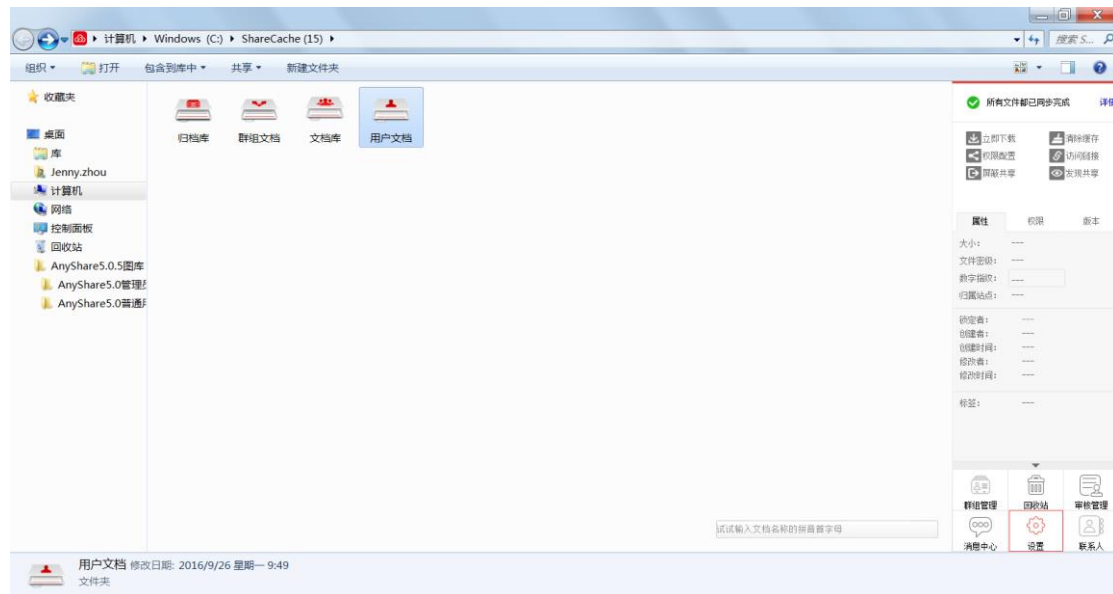 计算机 ▸ Windows (C:) ▸ ShareCache (15) ▸
搜索 S...
组织 打开 包含到库中 共享 新建文件夹
收藏夹
桌面
库
Jenny.zhou
计算机
网络
控制面板
回收站
AnyShare5.0.5图库
AnyShare5.0管理
AnyShare5.0普通
归档库 群组文档 文档库 用户文档
所有文件都已同步完成 详
立即下载 清除缓存
权限配置 访问链接
屏蔽共享 发现共享
属性 权限 版本
大小: ---
文件密级: ---
数字指纹: ---
归属站点: ---
锁定者: ---
创建者: ---
创建时间: ---
修改者: ---
修改时间: ---
标签: ---
群组管理 回收站 审核管理
消息中心 设置 联系人
试试输入文档名称的拼音首字母
用户文档 修改日期: 2016/9/26 星期一 9:49
文件夹